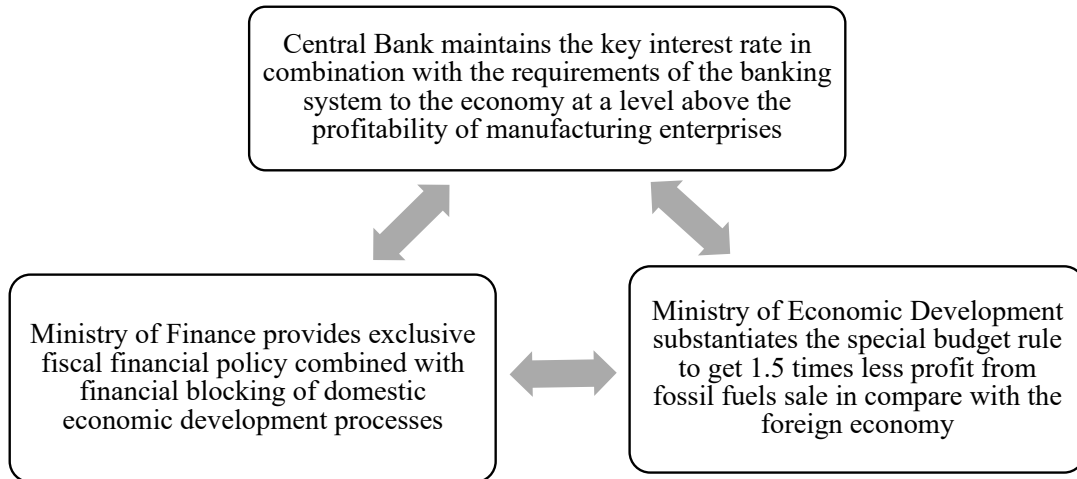 Central Bank maintains the key interest rate in
combination with the requirements of the banking
system to the economy at a level above the
profitability of manufacturing enterprises
Ministry of Finance provides exclusive
fiscal financial policy combined with
financial blocking of domestic
economic development processes
Ministry of Economic Development
substantiates the special budget rule
to get 1.5 times less profit from
fossil fuels sale in compare with the
foreign economy